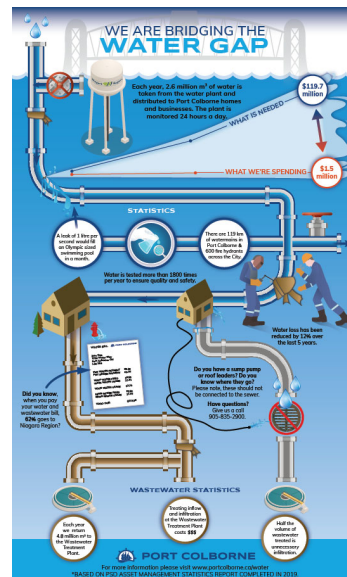 WE ARE BRIDGING THE
WATER GAP
Each year, 2.6 million m³ of water is
taken from the water plant and
distributed to Port Colborne homes
and businesses. The plant is
monitored 24 hours a day.
$119.7
million
WHAT IS NEEDED
WHAT WE'RE SPENDING
$1.5
million
STATISTICS
A leak of 1 litre per
second would fill
an Olympic sized
swimming pool
in a month.
There are 119 km
of watermains in
Port Colborne &
600 fire hydrants
across the City.
Water is tested more than 1800 times
per year to ensure quality and safety.
Water loss has been
reduced by 12% over
the last 5 years.
Did you know,
when you pay
your water and
wastewater bill,
82% goes to
Niagara Region?
Do you have a sump pump
or roof leaders? Do you
know where they go?
Please note, these should not
be connected to the sewer.
Have questions?
Give us a call
905-835-2900.
WASTEWATER STATISTICS
Each year
we return
4.8 million m³ to
the Wastewater
Treatment
Plant.
Treating inflow
and infiltration
at the Wastewater
Treatment Plant
costs $$$
Half the
volume of
wastewater
treated is
unnecessary
infiltration.
PORT COLBORNE
For more information please visit www.portcolborne.ca/water
*BASED ON PSD ASSET MANAGEMENT STATISTICS REPORT COMPLETED IN 2019